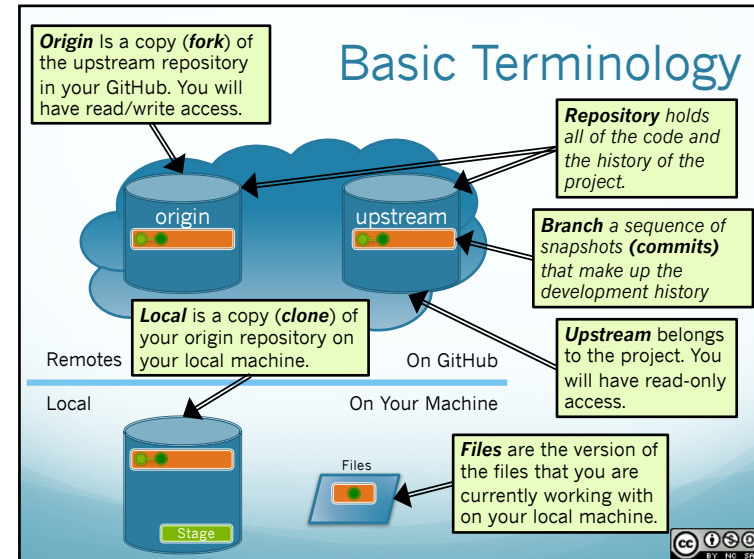 Basic Terminology
Origin Is a copy (fork) of
the upstream repository
in your GitHub. You will
have read/write access.
Repository holds
all of the code and
the history of the
project.
origin
upstream
Branch a sequence of
snapshots (commits)
that make up the
development history
Local is a copy (clone) of
your origin repository on
your local machine.
Upstream belongs
to the project. You
will have read-only
access.
Remotes
On GitHub
Local
On Your Machine
Files
Files are the version of
the files that you are
currently working with
on your local machine.
Stage
cc
BY NC SA